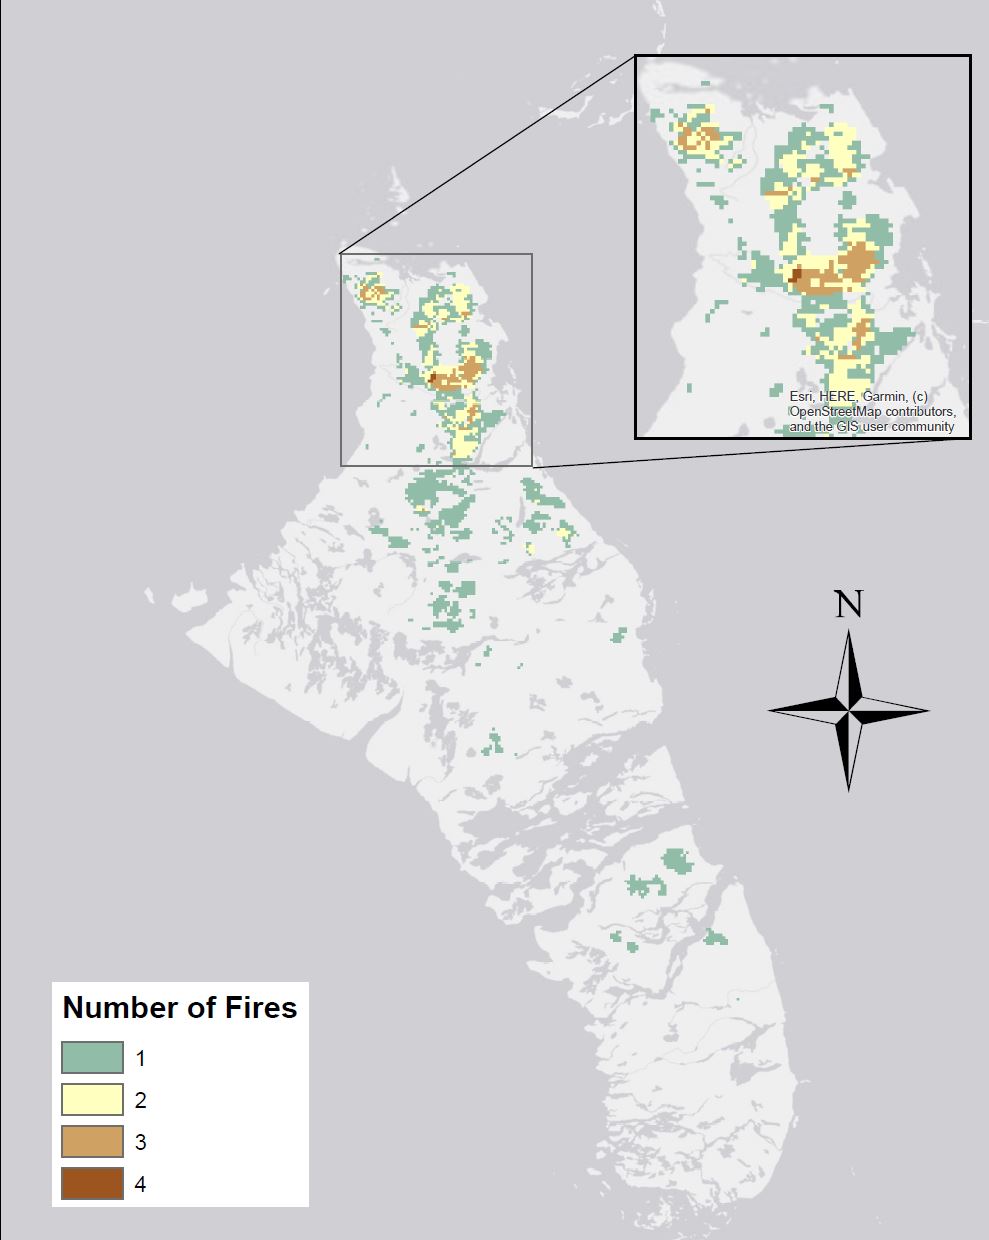 Esri, HERE, Garmin, (c)
OpenStreetMap contributors,
and the GIS user community
N
Number of Fires
1
2
3
4